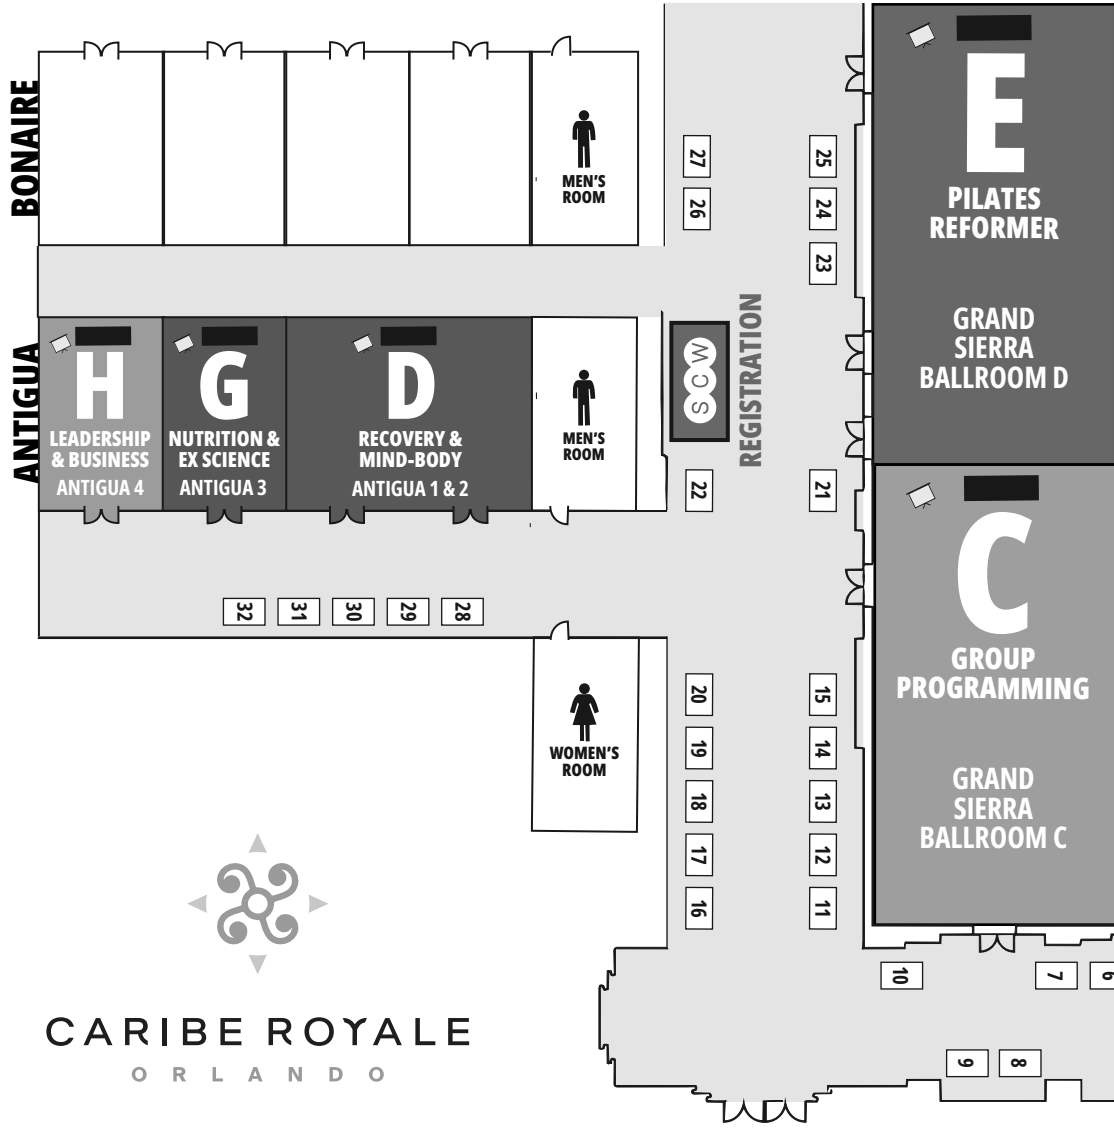 BONAIRE
MEN'S
ROOM
27
26
25
24
23
E
PILATES
REFORMER
GRAND
SIERRA
BALLROOM D
ANTIGUA
H
LEADERSHIP
& BUSINESS
ANTIGUA 4
G
NUTRITION &
EX SCIENCE
ANTIGUA 3
D
RECOVERY &
MIND-BODY
ANTIGUA 1 & 2
MEN'S
ROOM
SCW
REGISTRATION
22
21
C
GROUP
PROGRAMMING
GRAND
SIERRA
BALLROOM C
32
31
30
29
28
WOMEN'S
ROOM
20
19
18
17
16
15
14
13
12
11
10
7
6
9
8
CARIBE ROYALE
ORLANDO